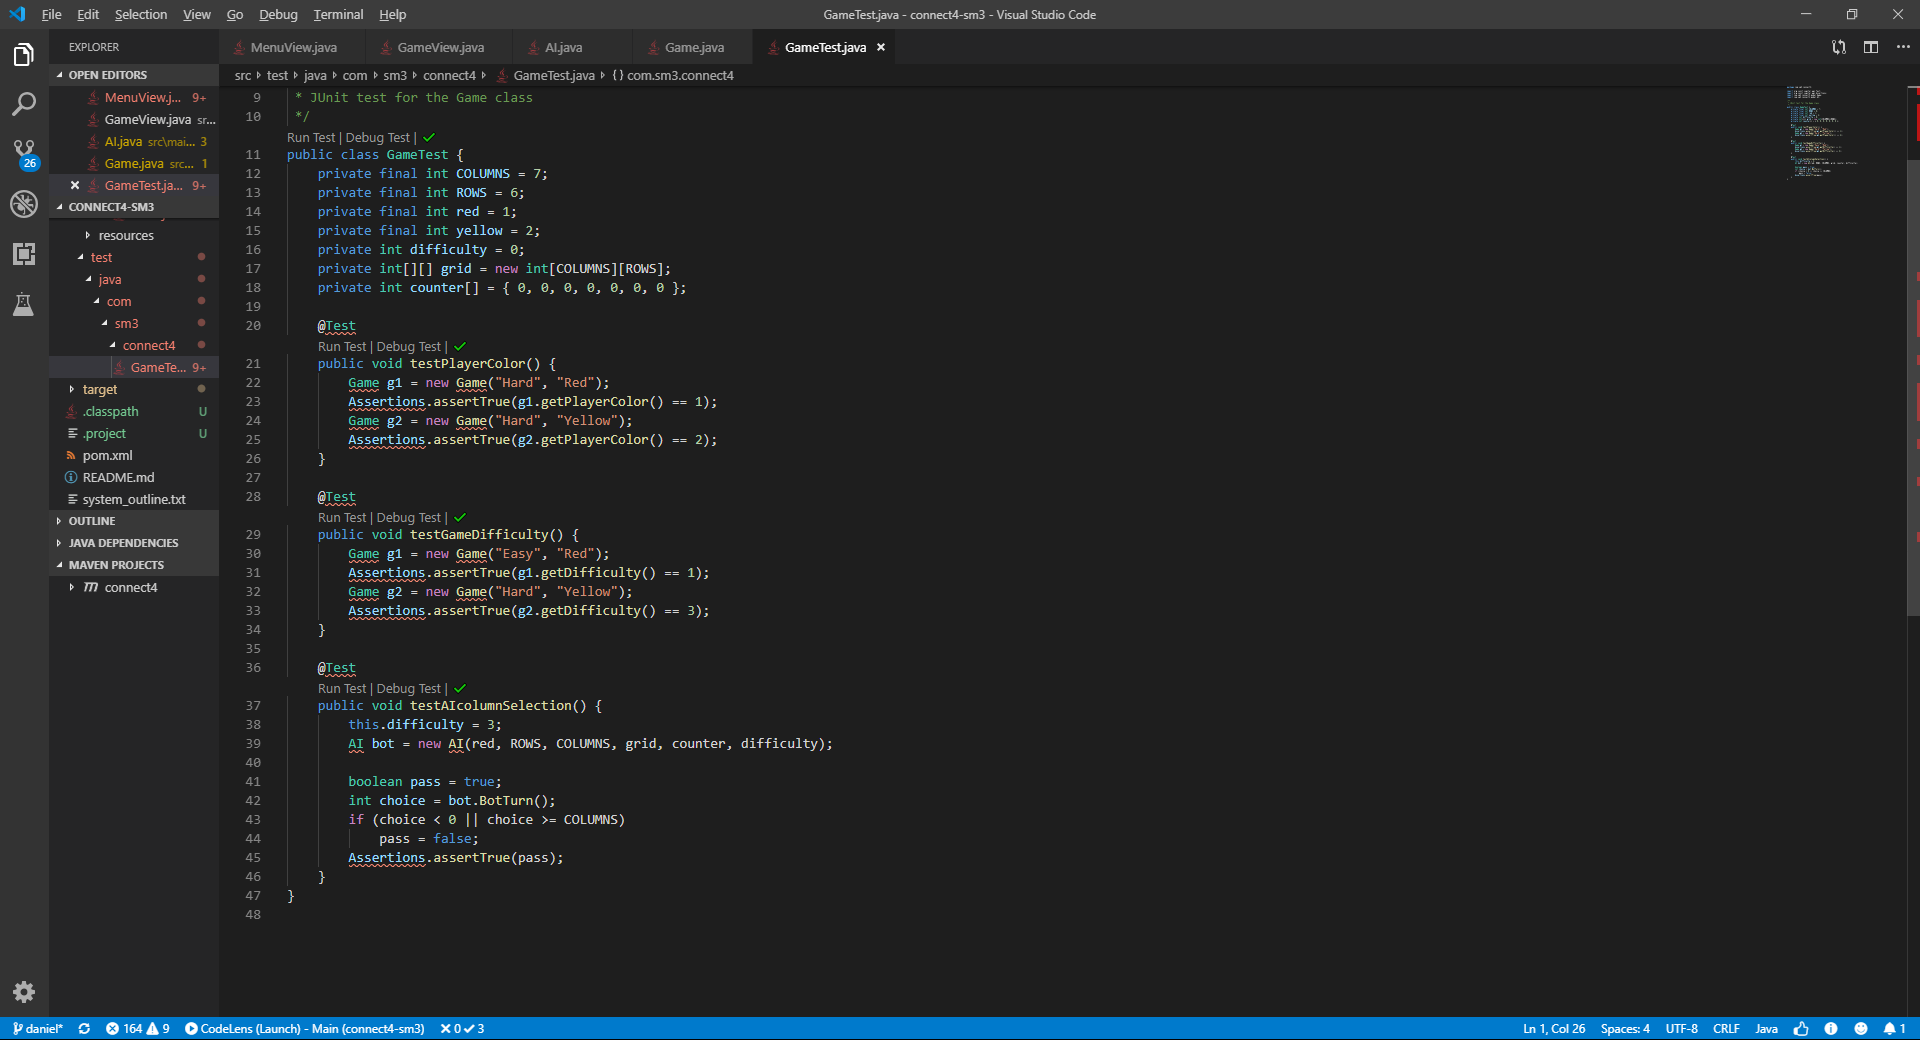 File Edit Selection View Go Debug Terminal Help
GameTest.java - connect4-sm3 - Visual Studio Code
EXPLORER
MenuView.java
GameView.java
AI.java
Game.java
GameTest.java
OPEN EDITORS
MenuView.j... 9+
GameView.java sr...
AI.java src\mai... 3
Game.java src... 1
GameTest.ja... 9+
CONNECT4-SM3
resources
test
java
com
sm3
connect4
GameTe... 9+
target
.classpath U
.project U
pom.xml
README.md
system_outline.txt
OUTLINE
JAVA DEPENDENCIES
MAVEN PROJECTS
connect4
26
src test java com sm3 connect4 GameTest.java {} com.sm3.connect4
9 * JUnit test for the Game class
10 */
Run Test | Debug Test |
11 public class GameTest {
12 private final int COLUMNS = 7;
13 private final int ROWS = 6;
14 private final int red = 1;
15 private final int yellow = 2;
16 private int difficulty = 0;
17 private int[][] grid = new int[COLUMNS][ROWS];
18 private int counter[] = { 0, 0, 0, 0, 0, 0, 0 };
19
20 @Test
Run Test | Debug Test |
21 public void testPlayerColor() {
22 Game g1 = new Game("Hard", "Red");
23 Assertions.assertTrue(g1.getPlayerColor() == 1);
24 Game g2 = new Game("Hard", "Yellow");
25 Assertions.assertTrue(g2.getPlayerColor() == 2);
26 }
27
28 @Test
Run Test | Debug Test |
29 public void testGameDifficulty() {
30 Game g1 = new Game("Easy", "Red");
31 Assertions.assertTrue(g1.getDifficulty() == 1);
32 Game g2 = new Game("Hard", "Yellow");
33 Assertions.assertTrue(g2.getDifficulty() == 3);
34 }
35
36 @Test
Run Test | Debug Test |
37 public void testAIcolumnSelection() {
38 this.difficulty = 3;
39 AI bot = new AI(red, ROWS, COLUMNS, grid, counter, difficulty);
40
41 boolean pass = true;
42 int choice = bot.BotTurn();
43 if (choice < 0 || choice >= COLUMNS)
44 pass = false;
45 Assertions.assertTrue(pass);
46 }
47 }
48
daniel* 164 9 CodeLens (Launch) - Main (connect4-sm3) 0 3
Ln 1, Col 26 Spaces: 4 UTF-8 CRLF Java 1